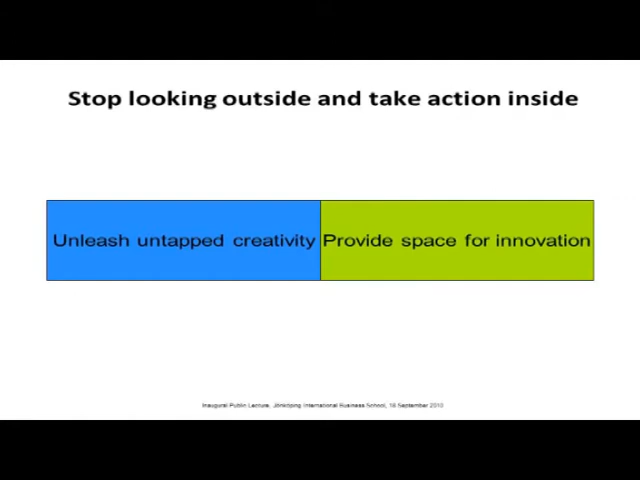 Stop looking outside and take action inside
Unleash untapped creativity Provide space for innovation
Inaugural Public Lecture, Jönköping International Business School, 16 September 2010